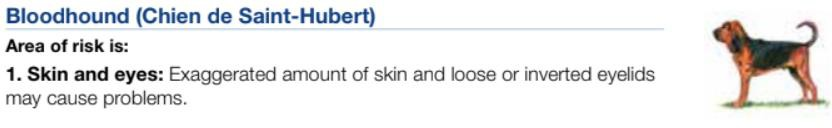 Bloodhound (Chien de Saint-Hubert)
Area of risk is:
1. Skin and eyes: Exaggerated amount of skin and loose or inverted eyelids
may cause problems.